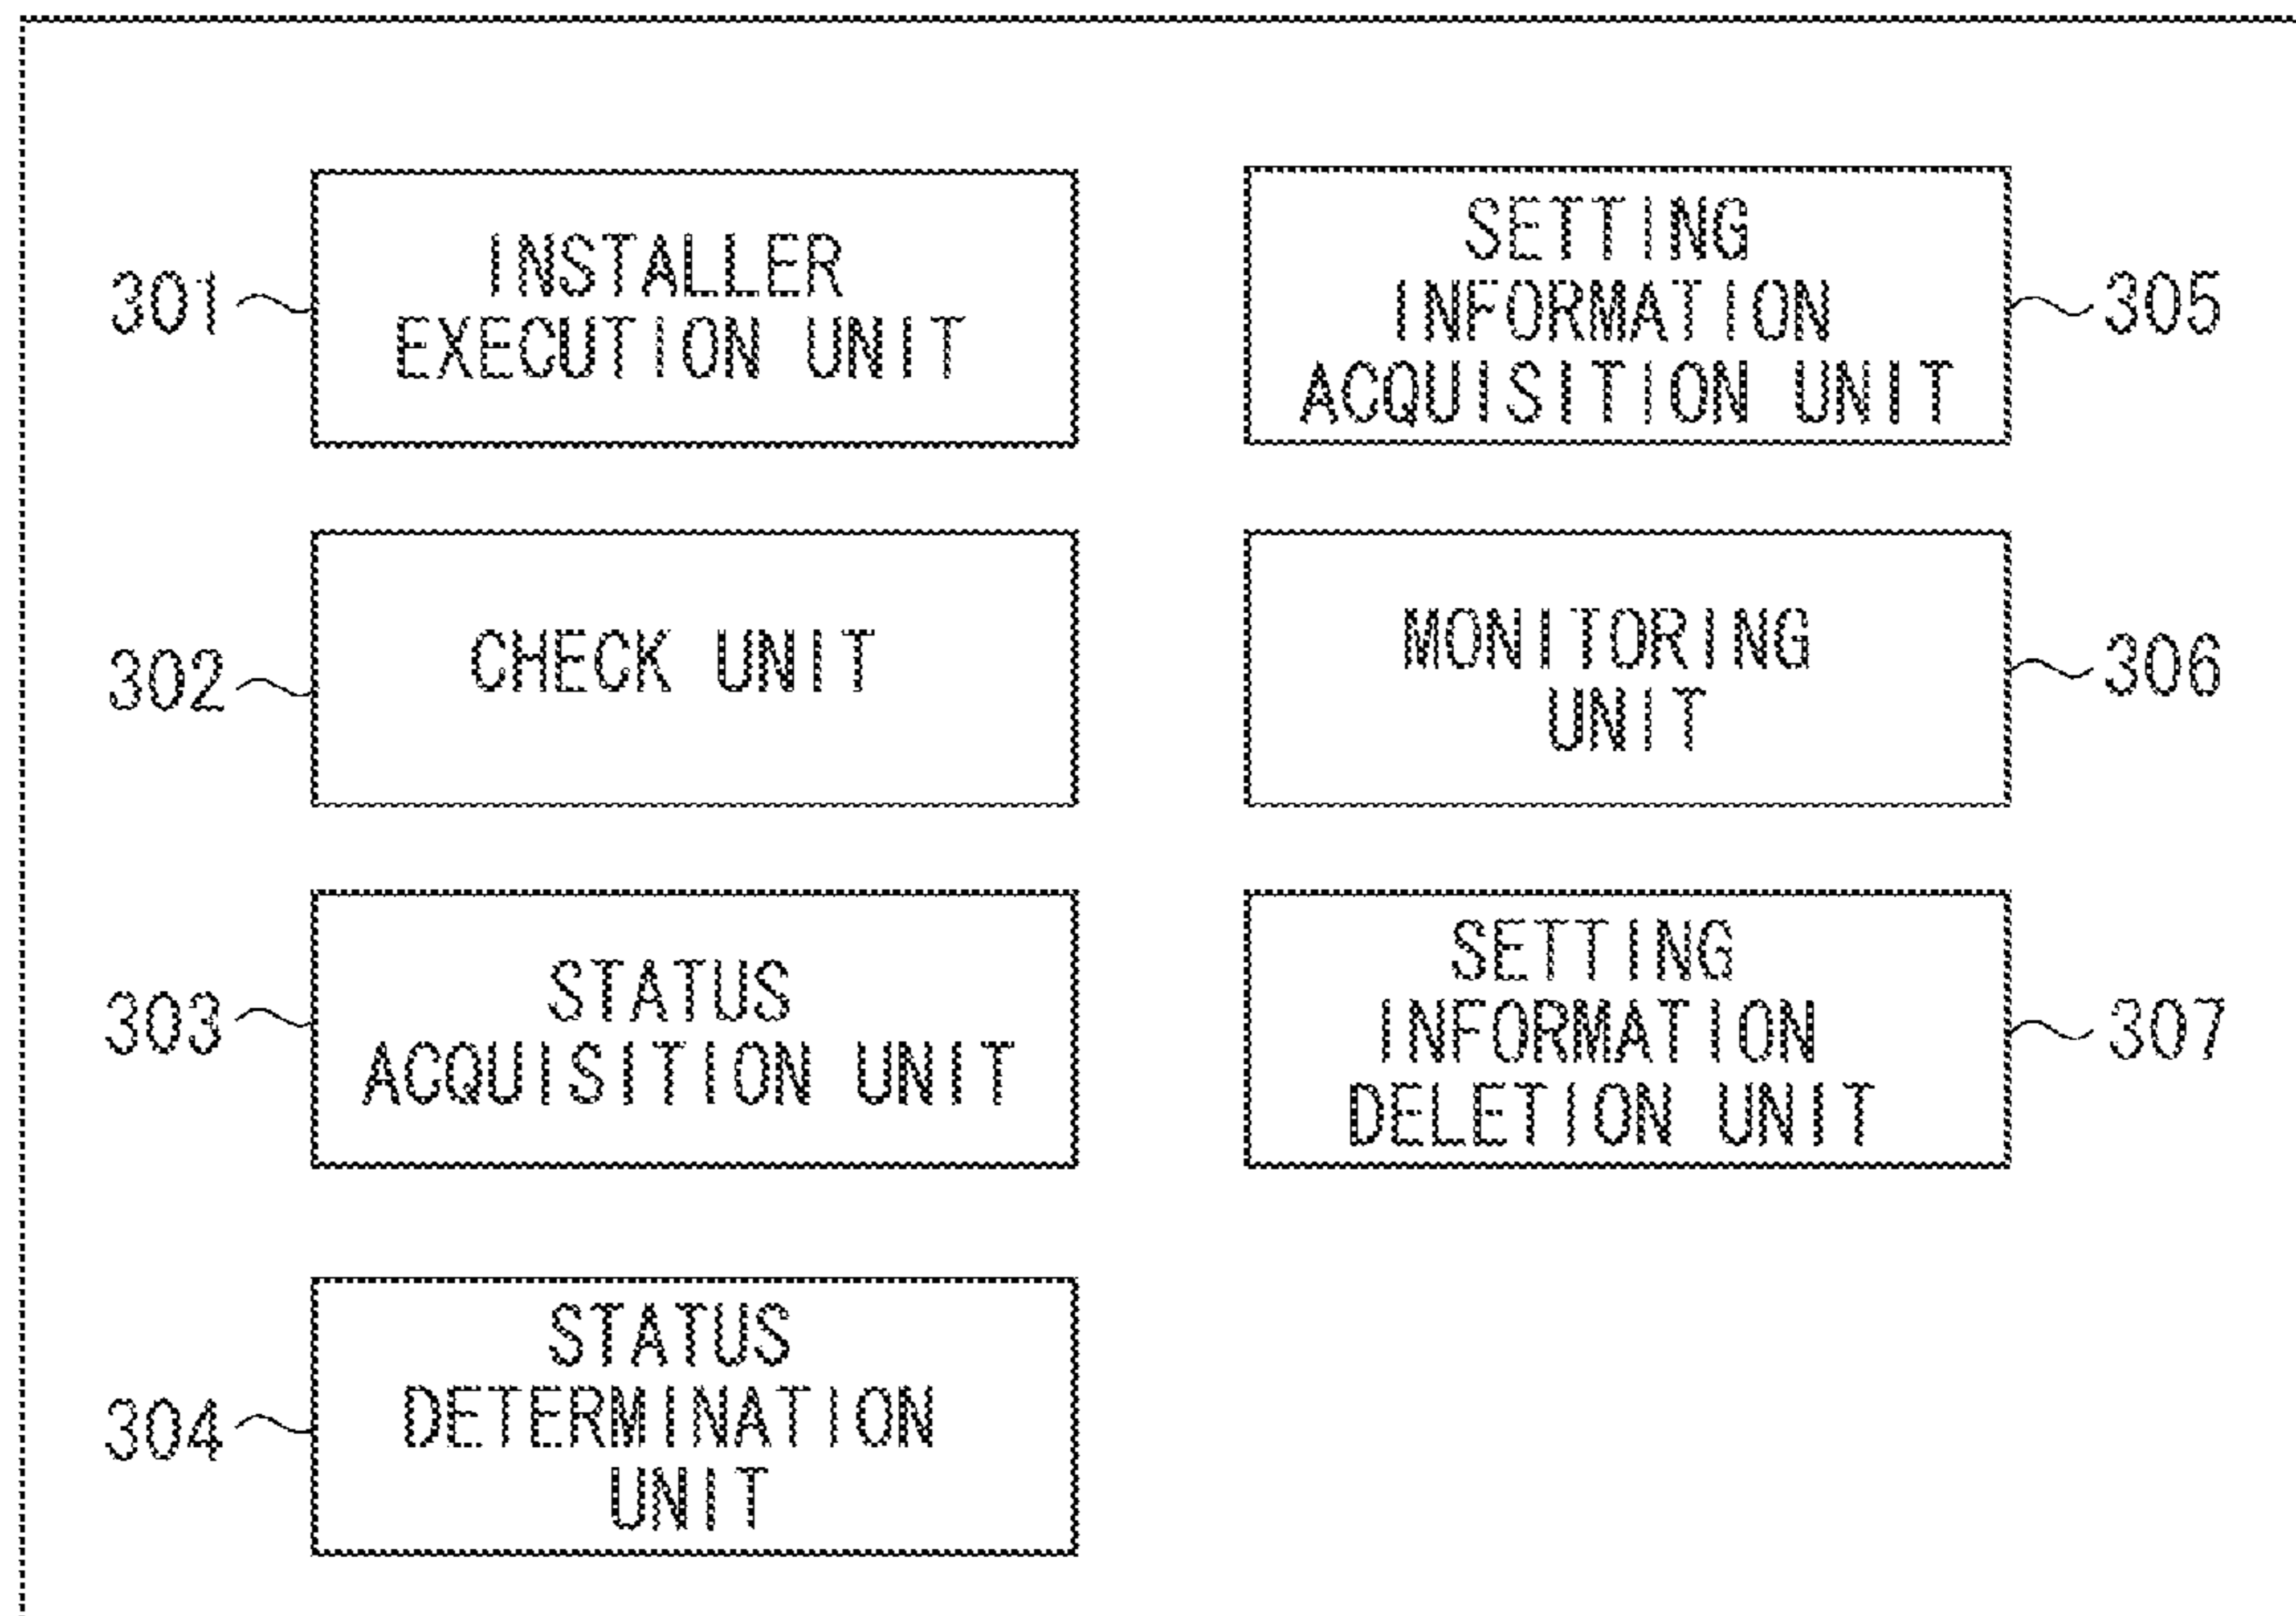 301
INSTALLER
EXECUTION UNIT
302
CHECK UNIT
303
STATUS
ACQUISITION UNIT
304
STATUS
DETERMINATION
UNIT
SETTING
INFORMATION
ACQUISITION UNIT
305
MONITORING
UNIT
306
SETTING
INFORMATION
DELETION UNIT
307